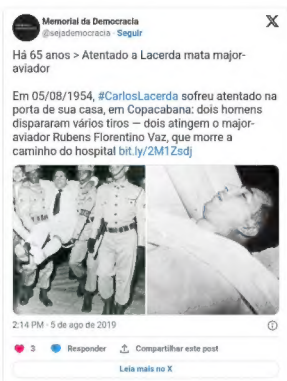 Memorial da Democracia
@sejademocracia · Seguir
Há 65 anos > Atentado a Lacerda mata major-
aviador
Em 05/08/1954, #CarlosLacerda sofreu atentado na
porta de sua casa, em Copacabana: dois homens
dispararam vários tiros — dois atingem o major-
aviador Rubens Florentino Vaz, que morre a
caminho do hospital bit.ly/2M1Zsdj
2:14 PM · 5 de ago de 2019
3 Responder Compartilhar este post
Leia mais no X